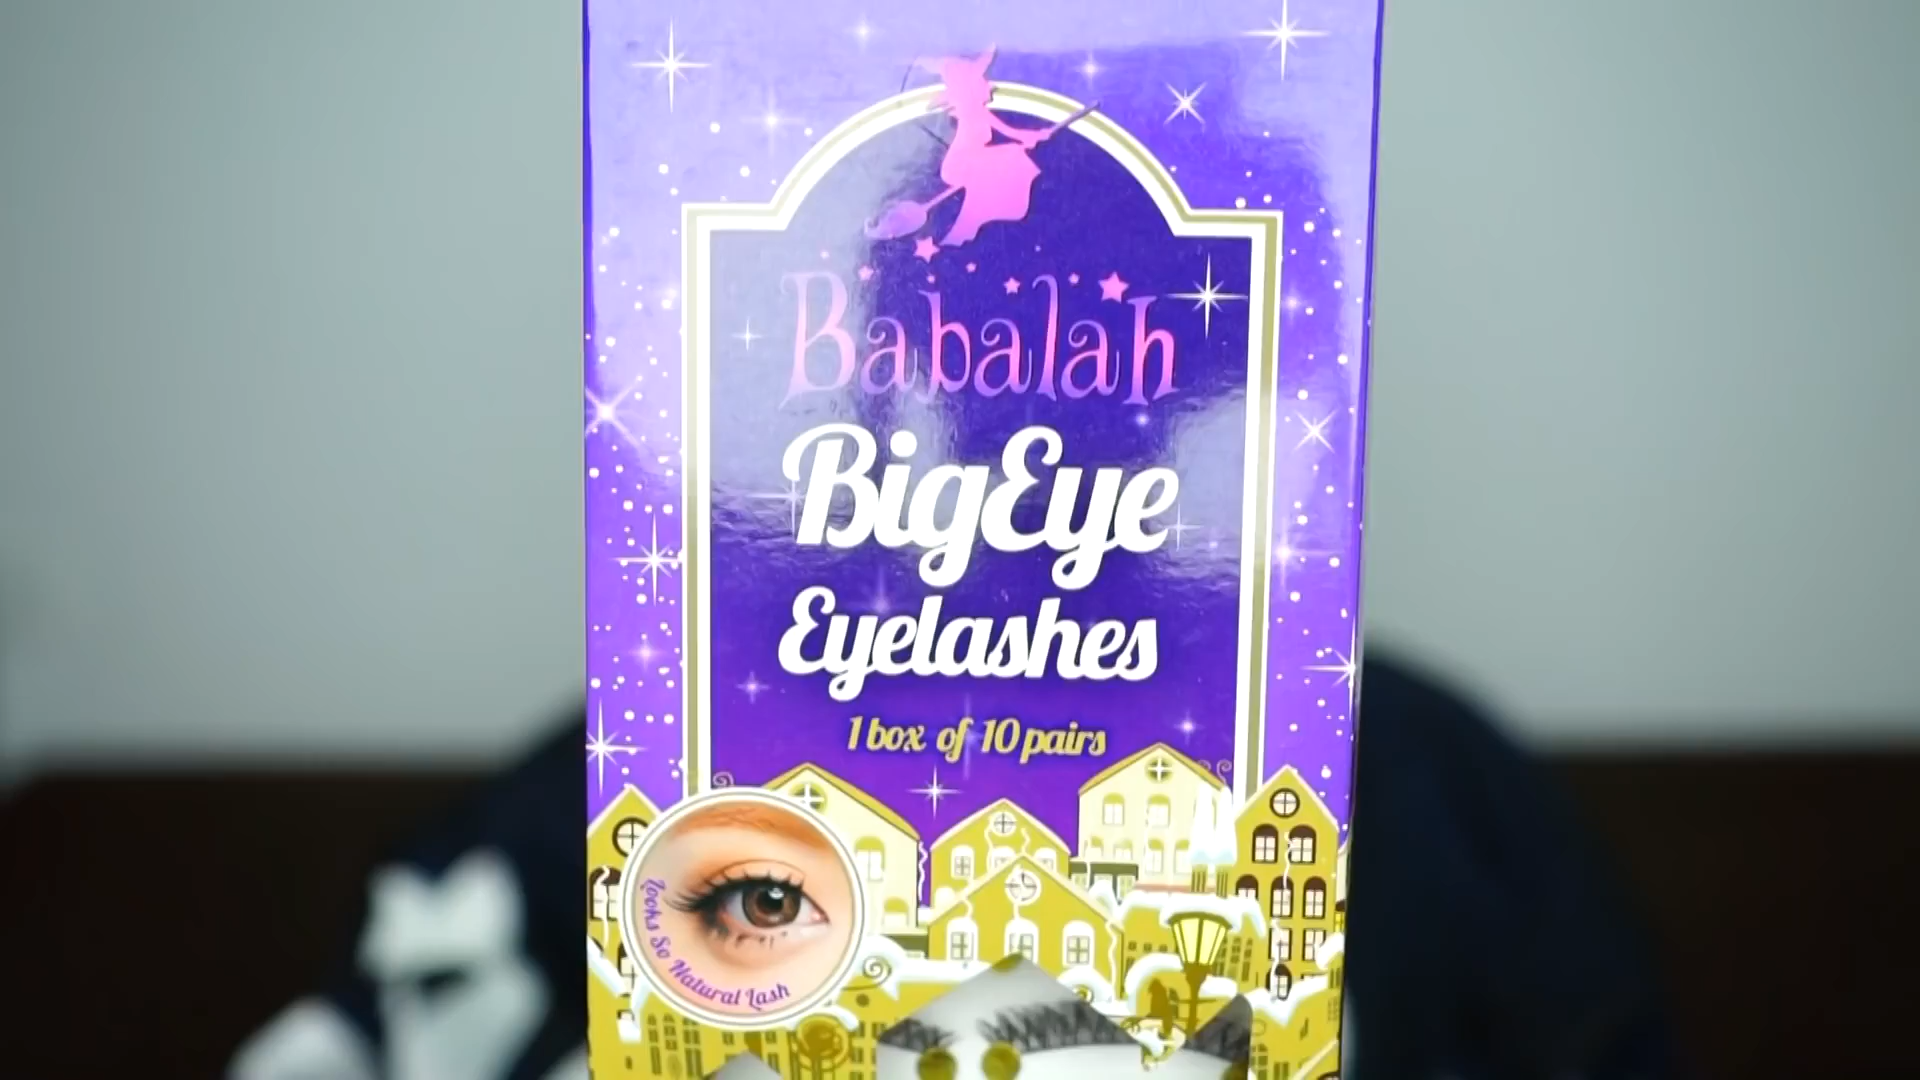 Babalah
BigEye
Eyelashes
1 box of 10 pairs
Looks So Natural Lash